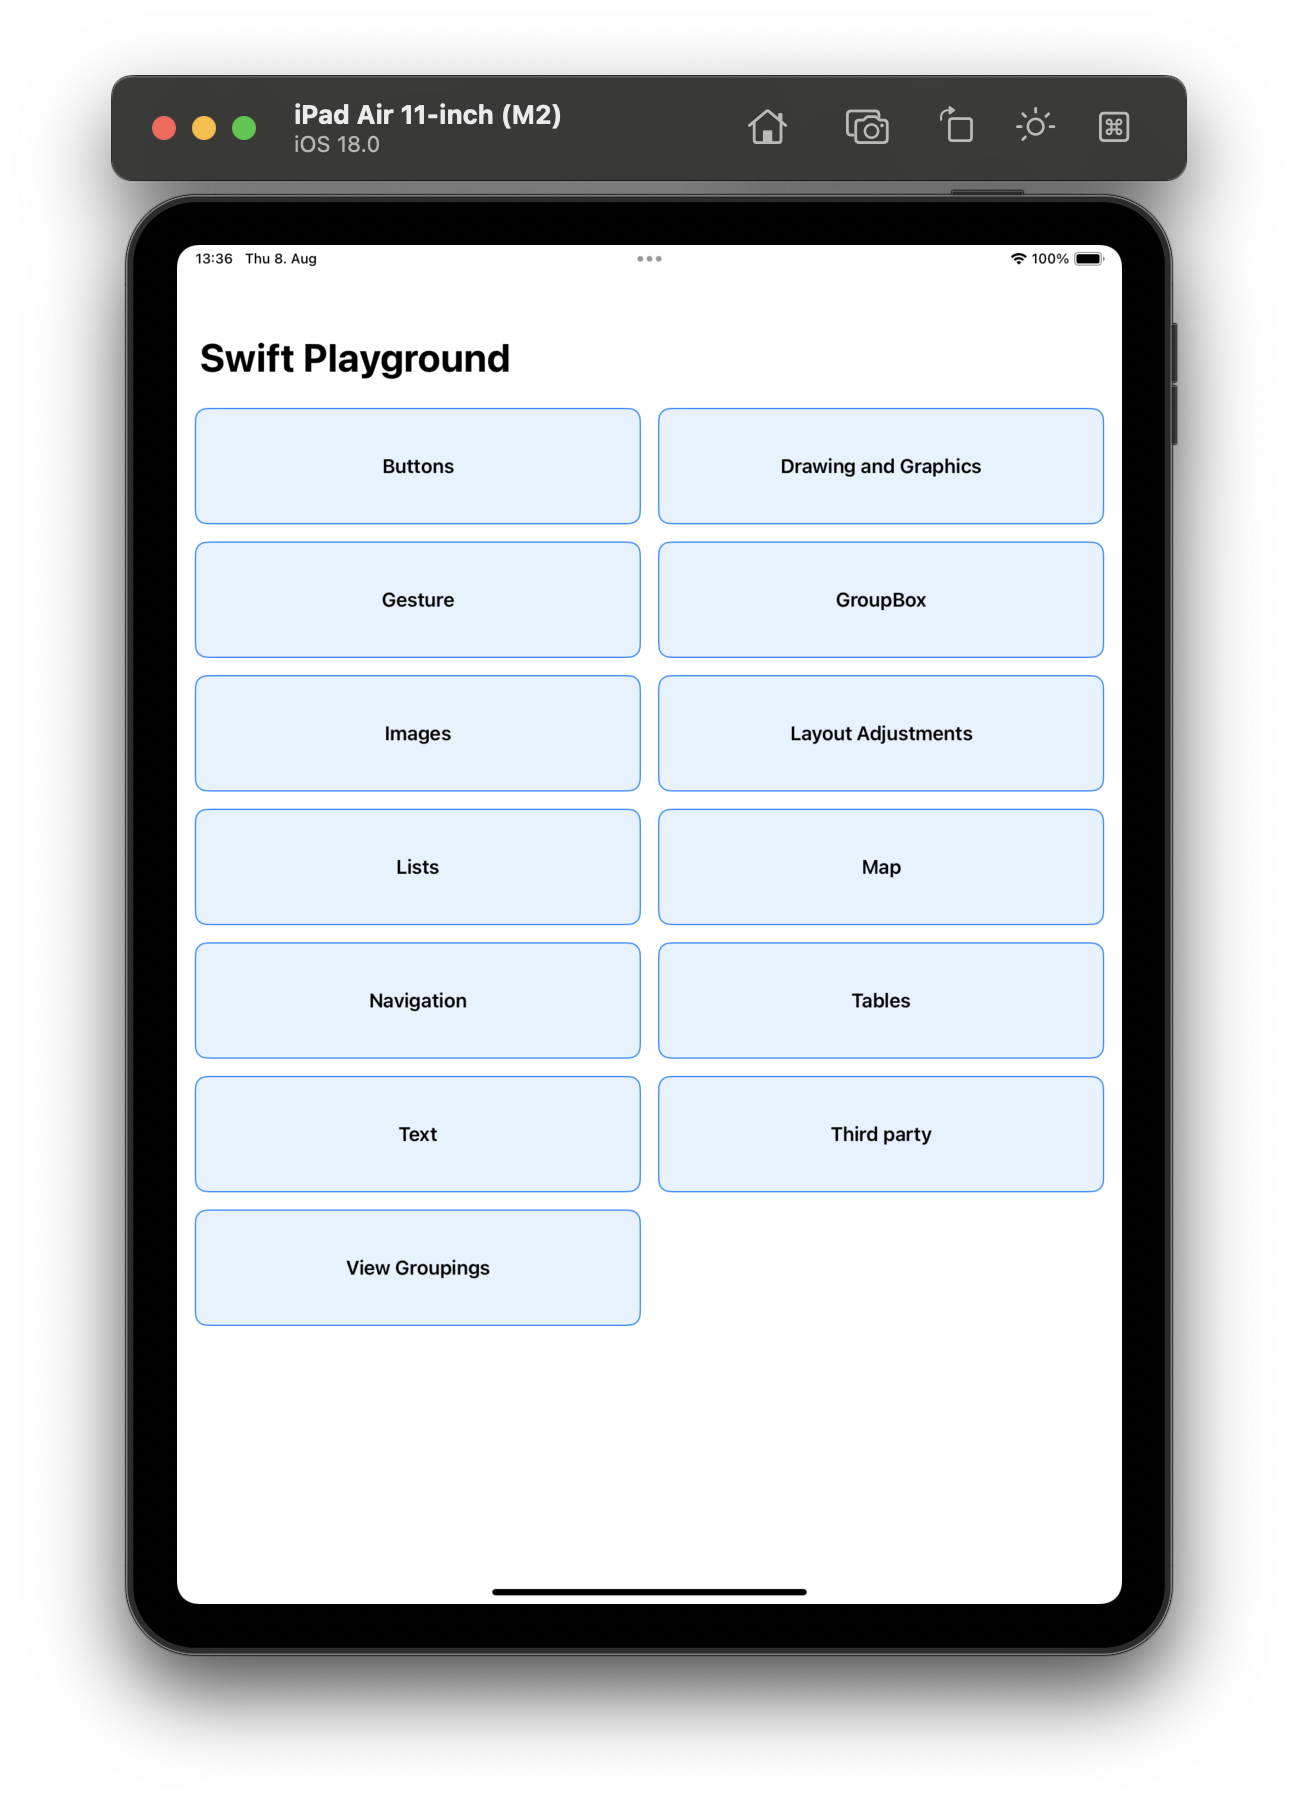 iPad Air 11-inch (M2)
iOS 18.0
13:36 Thu 8. Aug
100%
Swift Playground
Buttons
Drawing and Graphics
Gesture
GroupBox
Images
Layout Adjustments
Lists
Map
Navigation
Tables
Text
Third party
View Groupings